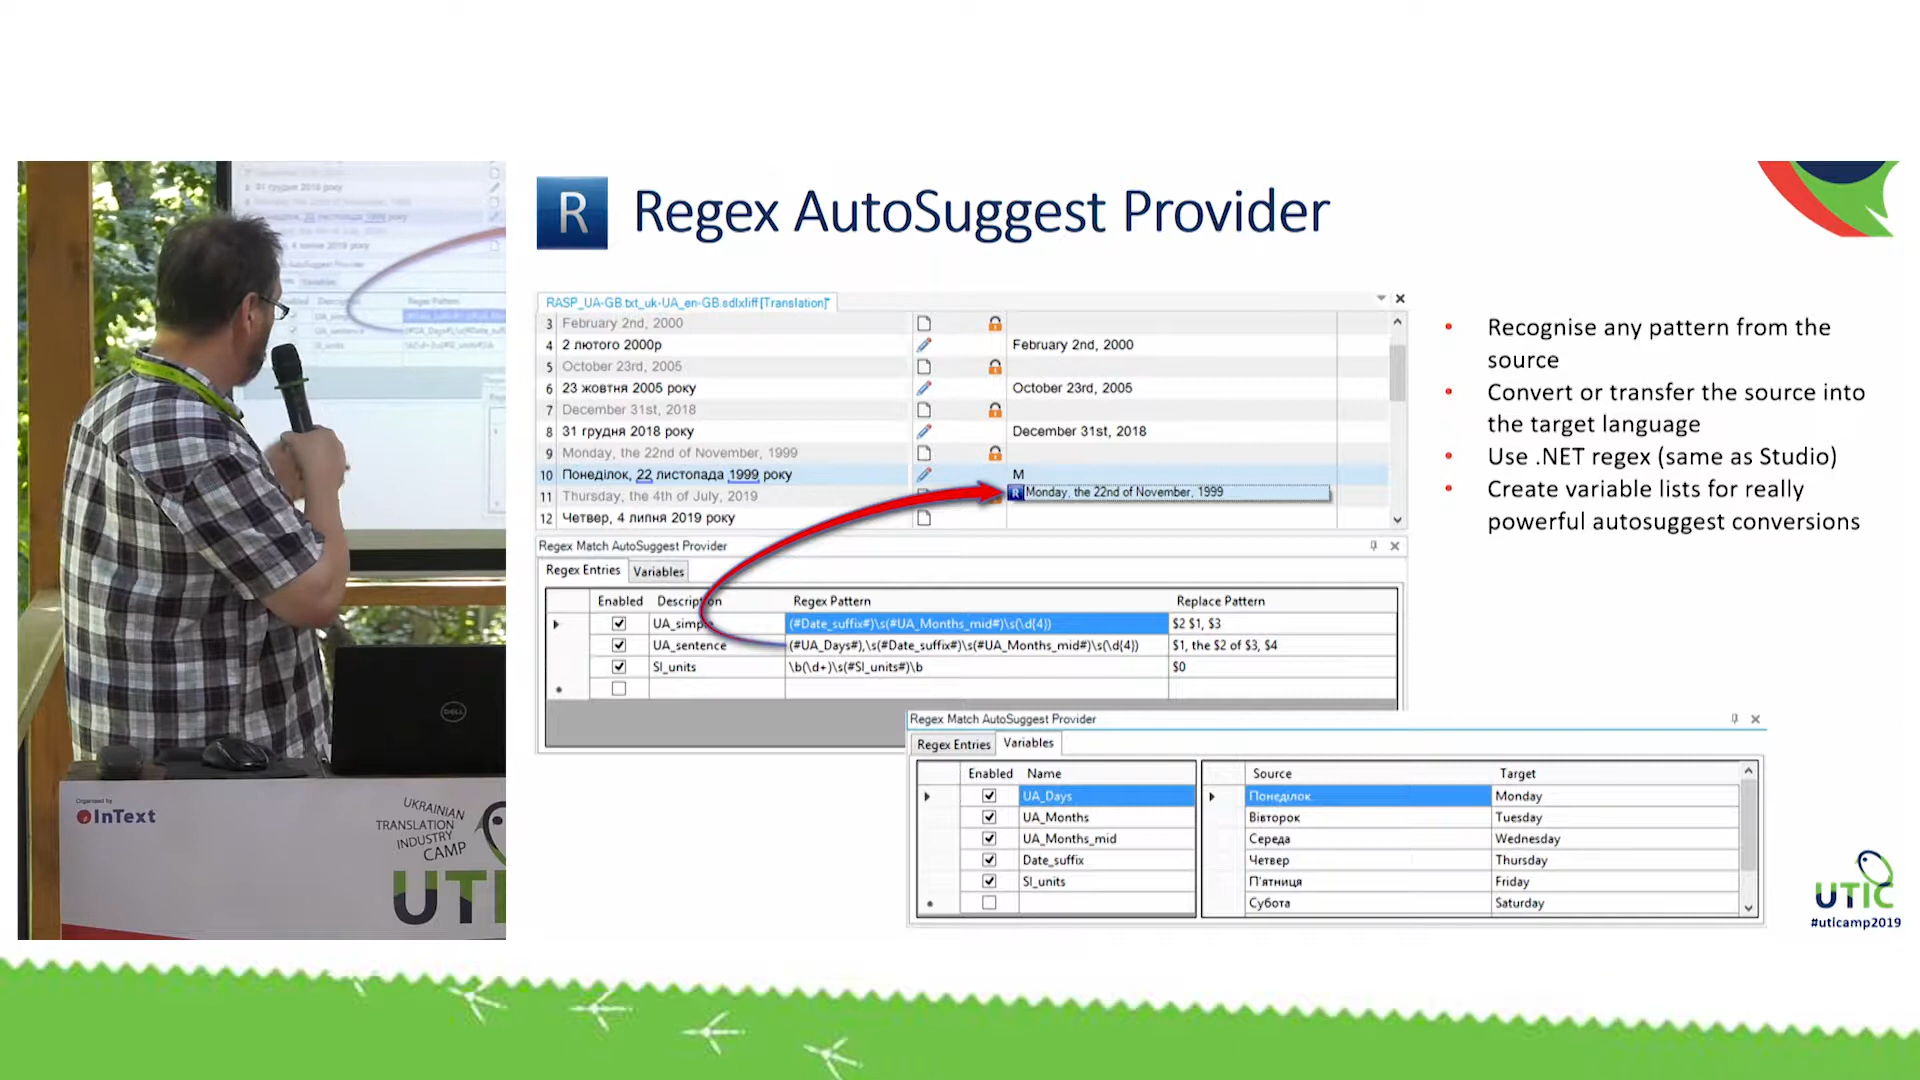 R Regex AutoSuggest Provider
RASP_UA-GB.txt_uk-UA_en-GB.sdlxliff [Translation]*
3 February 2nd, 2000
4 2 лютого 2000р February 2nd, 2000
5 October 23rd, 2005
6 23 жовтня 2005 року October 23rd, 2005
7 December 31st, 2018
8 31 грудня 2018 року December 31st, 2018
9 Monday, the 22nd of November, 1999
10 Понеділок, 22 листопада 1999 року M
R Monday, the 22nd of November, 1999
11 Thursday, the 4th of July, 2019
12 Четвер, 4 липня 2019 року
Regex Match AutoSuggest Provider
Regex Entries Variables
Enabled Description Regex Pattern Replace Pattern
UA_simple (#Date_suffix#)\s(#UA_Months_mid#)\s(\d{4}) $2 $1, $3
UA_sentence (#UA_Days#),\s(#Date_suffix#)\s(#UA_Months_mid#)\s(\d{4}) $1, the $2 of $3, $4
SI_units \b(\d+)\s(#SI_units#)\b $0
Regex Match AutoSuggest Provider
Regex Entries Variables
Enabled Name Source Target
UA_Days Понеділок Monday
UA_Months Вівторок Tuesday
UA_Months_mid Середа Wednesday
Date_suffix Четвер Thursday
SI_units П'ятниця Friday
Субота Saturday
• Recognise any pattern from the
source
• Convert or transfer the source into
the target language
• Use .NET regex (same as Studio)
• Create variable lists for really
powerful autosuggest conversions
UTIC
#uticamp2019
31 грудня 2018 року
DELL
Organised by
InText
UKRAINIAN
TRANSLATION
INDUSTRY
CAMP